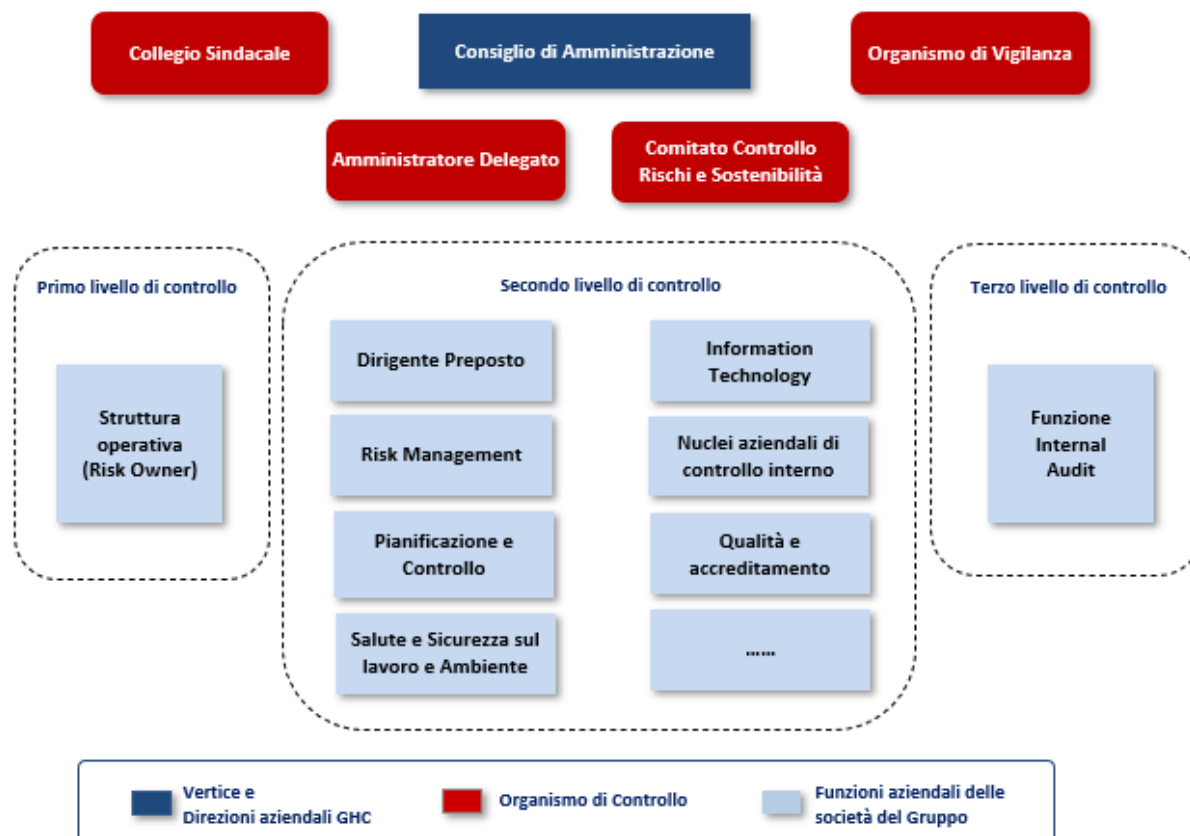 Collegio Sindacale
Consiglio di Amministrazione
Organismo di Vigilanza
Amministratore Delegato
Comitato Controllo
Rischi e Sostenibilità
Primo livello di controllo
Struttura
operativa
(Risk Owner)
Secondo livello di controllo
Dirigente Preposto
Information
Technology
Risk Management
Nuclei aziendali di
controllo interno
Pianificazione e
Controllo
Qualità e
accreditamento
Salute e Sicurezza sul
lavoro e Ambiente
……
Terzo livello di controllo
Funzione
Internal
Audit
Vertice e
Direzioni aziendali GHC
Organismo di Controllo
Funzioni aziendali delle
società del Gruppo